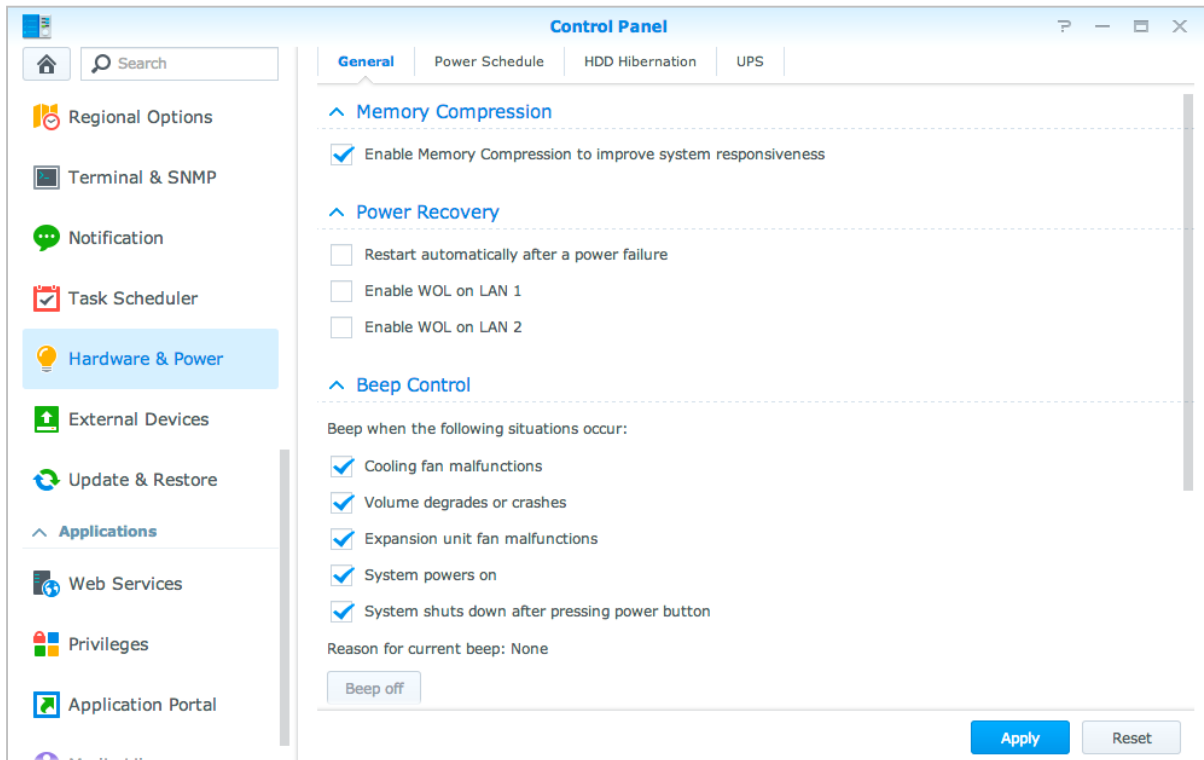 Control Panel
Search
Regional Options
Terminal & SNMP
Notification
Task Scheduler
Hardware & Power
External Devices
Update & Restore
Applications
Web Services
Privileges
Application Portal
General Power Schedule HDD Hibernation UPS
Memory Compression
Enable Memory Compression to improve system responsiveness
Power Recovery
Restart automatically after a power failure
Enable WOL on LAN 1
Enable WOL on LAN 2
Beep Control
Beep when the following situations occur:
Cooling fan malfunctions
Volume degrades or crashes
Expansion unit fan malfunctions
System powers on
System shuts down after pressing power button
Reason for current beep: None
Beep off
Apply Reset